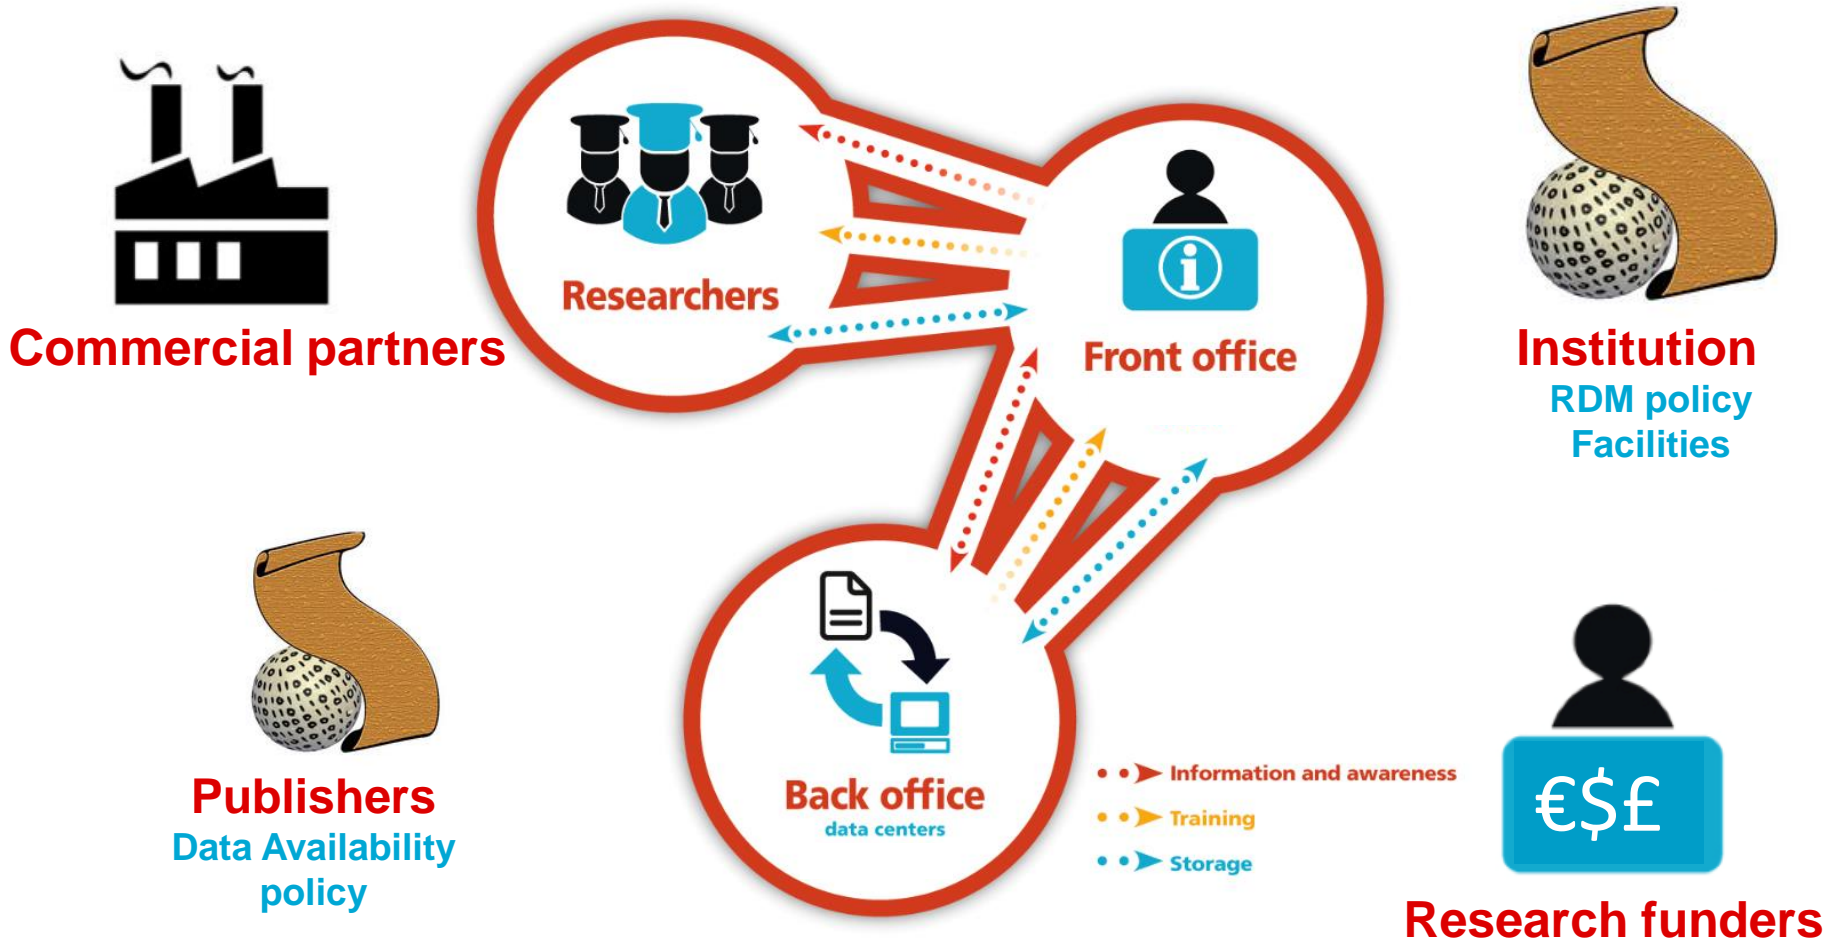 Commercial partners
Researchers
Front office
Institution
RDM policy
Facilities
Publishers
Data Availability
policy
Back office
data centers
Information and awareness
Training
Storage
€$£
Research funders